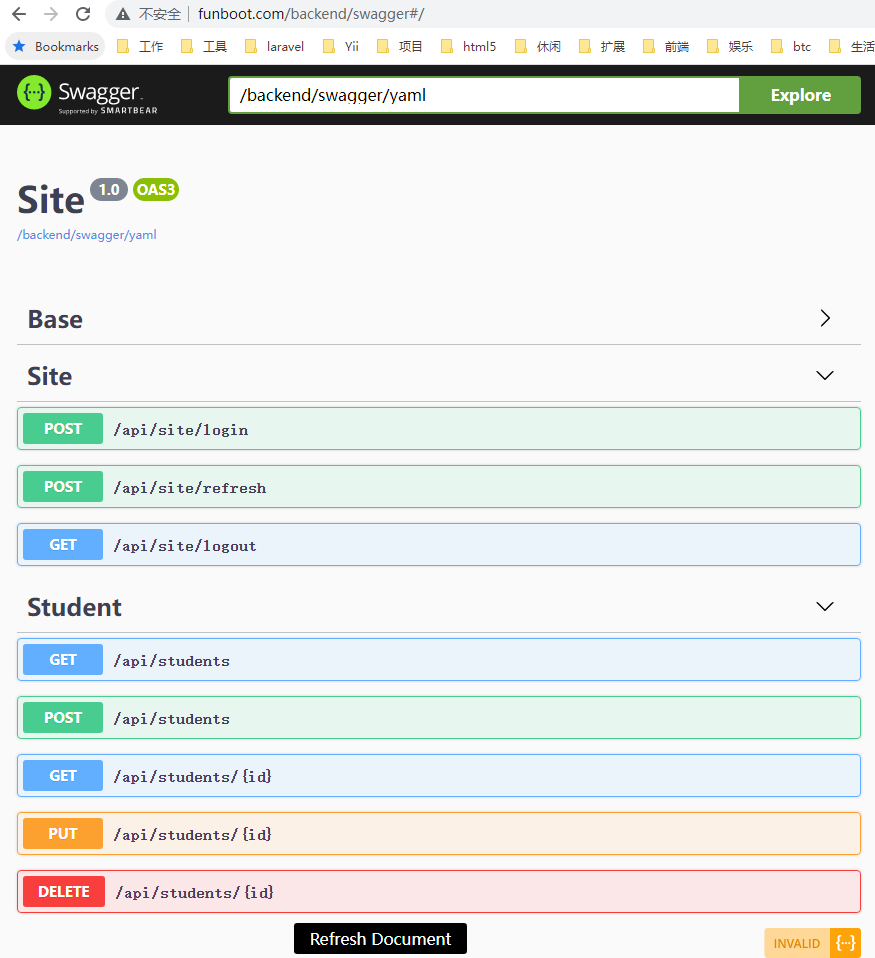 不安全 funboot.com/backend/swagger#/
Bookmarks 工作 工具 laravel Yii 项目 html5 休闲 扩展 前端 娱乐 btc 生活
{···} Swagger. /backend/swagger/yaml Explore
Supported by SMARTBEAR
Site 1.0 OAS3
/backend/swagger/yaml
Base
Site
POST /api/site/login
POST /api/site/refresh
GET /api/site/logout
Student
GET /api/students
POST /api/students
GET /api/students/{id}
PUT /api/students/{id}
DELETE /api/students/{id}
Refresh Document
INVALID {···}